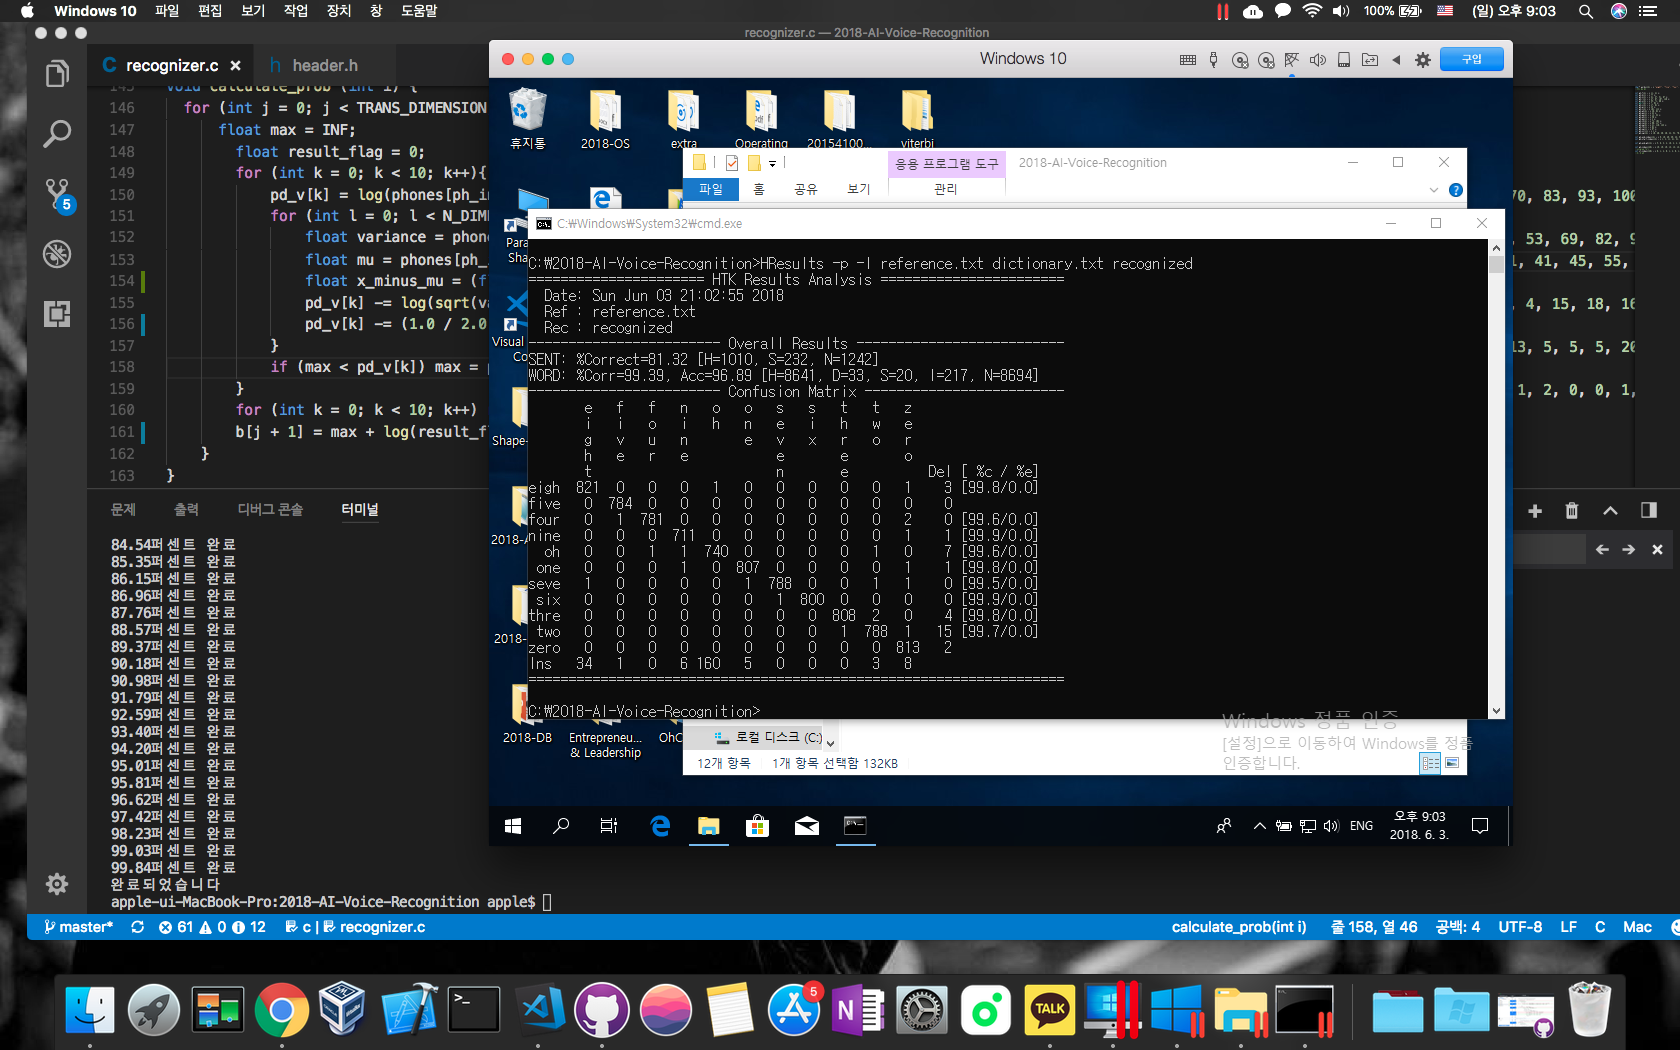 Windows 10 파일 편집 보기 작업 장치 창 도움말 100% (일) 오후 9:03
recognizer.c — 2018-AI-Voice-Recognition
recognizer.c header.h
145 void calculate_prob (int i) {
146 for (int j = 0; j < TRANS_DIMENSION
147 float max = INF;
148 float result_flag = 0;
149 for (int k = 0; k < 10; k++){
150 pd_v[k] = log(phones[ph_i
151 for (int l = 0; l < N_DIME
152 float variance = phone
153 float mu = phones[ph_i
154 float x_minus_mu = (f
155 pd_v[k] -= log(sqrt(va
156 pd_v[k] -= (1.0 / 2.0
157 }
158 if (max < pd_v[k]) max = p
159 }
160 for (int k = 0; k < 10; k++)
161 b[j + 1] = max + log(result_fl
162 }
163 }
5
문제 출력 디버그 콘솔 터미널
84.54퍼센트 완료
85.35퍼센트 완료
86.15퍼센트 완료
86.96퍼센트 완료
87.76퍼센트 완료
88.57퍼센트 완료
89.37퍼센트 완료
90.18퍼센트 완료
90.98퍼센트 완료
91.79퍼센트 완료
92.59퍼센트 완료
93.40퍼센트 완료
94.20퍼센트 완료
95.01퍼센트 완료
95.81퍼센트 완료
96.62퍼센트 완료
97.42퍼센트 완료
98.23퍼센트 완료
99.03퍼센트 완료
99.84퍼센트 완료
완료되었습니다
apple-ui-MacBook-Pro:2018-AI-Voice-Recognition apple$
Windows 10 구입
휴지통 2018-OS extra Operating 20154100... viterbi
Para
Sha
Visual
Co
Shape-
2018-A
2018-
2018-DB Entrepreneu... & Leadership OhC
응용 프로그램 도구 2018-AI-Voice-Recognition
파일 홈 공유 보기 관리
C:\Windows\System32\cmd.exe
C:\2018-AI-Voice-Recognition>HResults -p -I reference.txt dictionary.txt recognized
====================== HTK Results Analysis =======================
Date: Sun Jun 03 21:02:55 2018
Ref : reference.txt
Rec : recognized
------------------------ Overall Results --------------------------
SENT: %Correct=81.32 [H=1010, S=232, N=1242]
WORD: %Corr=99.39, Acc=96.89 [H=8641, D=33, S=20, I=217, N=8694]
------------------------ Confusion Matrix -------------------------
e f f n o o s s t t z
i i o i h n e i h w e
g v u n e v x r o r
h e r e e e o
t n e Del [ %c / %e]
eigh 821 0 0 0 1 0 0 0 0 0 1 3 [99.8/0.0]
five 0 784 0 0 0 0 0 0 0 0 0 0
four 0 1 781 0 0 0 0 0 0 0 2 0 [99.6/0.0]
nine 0 0 0 711 0 0 0 0 0 0 1 1 [99.9/0.0]
oh 0 0 1 1 740 0 0 0 0 1 0 7 [99.6/0.0]
one 0 0 0 1 0 807 0 0 0 0 1 1 [99.8/0.0]
seve 1 0 0 0 0 1 788 0 0 1 1 0 [99.5/0.0]
six 0 0 0 0 0 0 1 800 0 0 0 0 [99.9/0.0]
thre 0 0 0 0 0 0 0 0 808 2 0 4 [99.8/0.0]
two 0 0 0 0 0 0 0 0 1 788 1 15 [99.7/0.0]
zero 0 0 0 0 0 0 0 0 0 0 813 2
Ins 34 1 0 6 160 5 0 0 0 3 8
===================================================================
C:\2018-AI-Voice-Recognition>
로컬 디스크 (C:)
12개 항목 1개 항목 선택함 132KB
Windows 정품 인증
[설정]으로 이동하여 Windows를 정품
인증합니다.
ENG 오후 9:03
2018. 6. 3.
70, 83, 93, 100
53, 69, 82, 9
1, 41, 45, 55,
4, 15, 18, 16
13, 5, 5, 5, 20
1, 2, 0, 0, 1,
master* 61 0 12 c | recognizer.c calculate_prob(int i) 줄 158, 열 46 공백: 4 UTF-8 LF C Mac
5
TALK